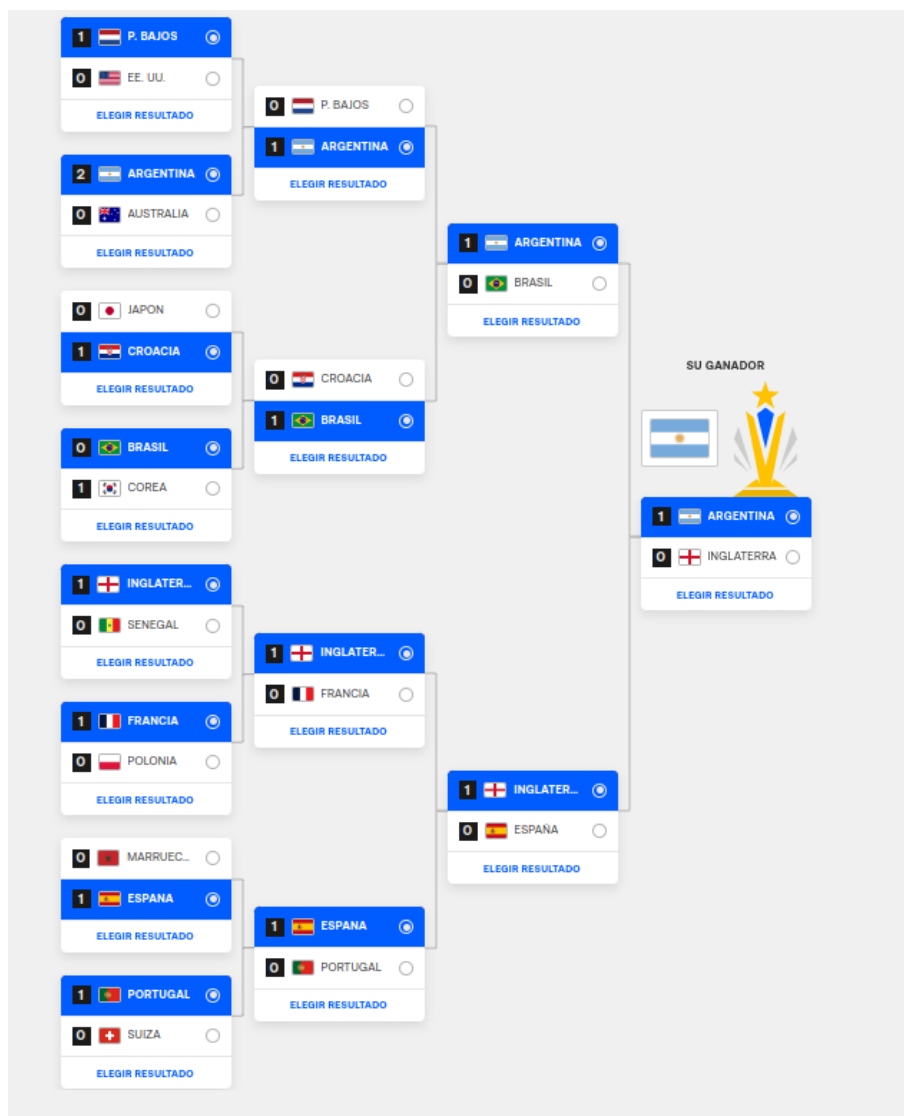 1 P. BAJOS
0 EE. UU.
ELEGIR RESULTADO
2 ARGENTINA
0 AUSTRALIA
ELEGIR RESULTADO
0 JAPON
1 CROACIA
ELEGIR RESULTADO
0 BRASIL
1 COREA
ELEGIR RESULTADO
1 INGLATER...
0 SENEGAL
ELEGIR RESULTADO
1 FRANCIA
0 POLONIA
ELEGIR RESULTADO
0 MARRUEC...
1 ESPANA
ELEGIR RESULTADO
1 PORTUGAL
0 SUIZA
ELEGIR RESULTADO
0 P. BAJOS
1 ARGENTINA
ELEGIR RESULTADO
0 CROACIA
1 BRASIL
ELEGIR RESULTADO
1 INGLATER...
0 FRANCIA
ELEGIR RESULTADO
1 ESPANA
0 PORTUGAL
ELEGIR RESULTADO
1 ARGENTINA
0 BRASIL
ELEGIR RESULTADO
1 INGLATER...
0 ESPAÑA
ELEGIR RESULTADO
SU GANADOR
1 ARGENTINA
0 INGLATERRA
ELEGIR RESULTADO